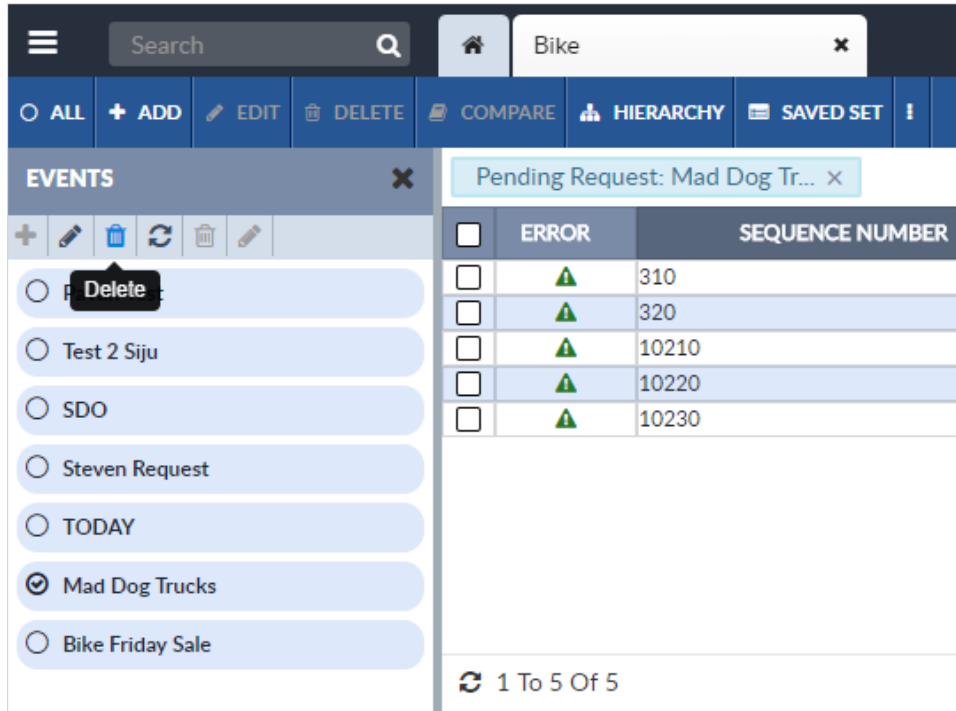 Search
Bike
ALL
ADD
EDIT
DELETE
COMPARE
HIERARCHY
SAVED SET
EVENTS
Pending Request: Mad Dog Tr...
ERROR
SEQUENCE NUMBER
Delete
Test 2 Siju
SDO
Steven Request
TODAY
Mad Dog Trucks
Bike Friday Sale
310
320
10210
10220
10230
1 To 5 Of 5